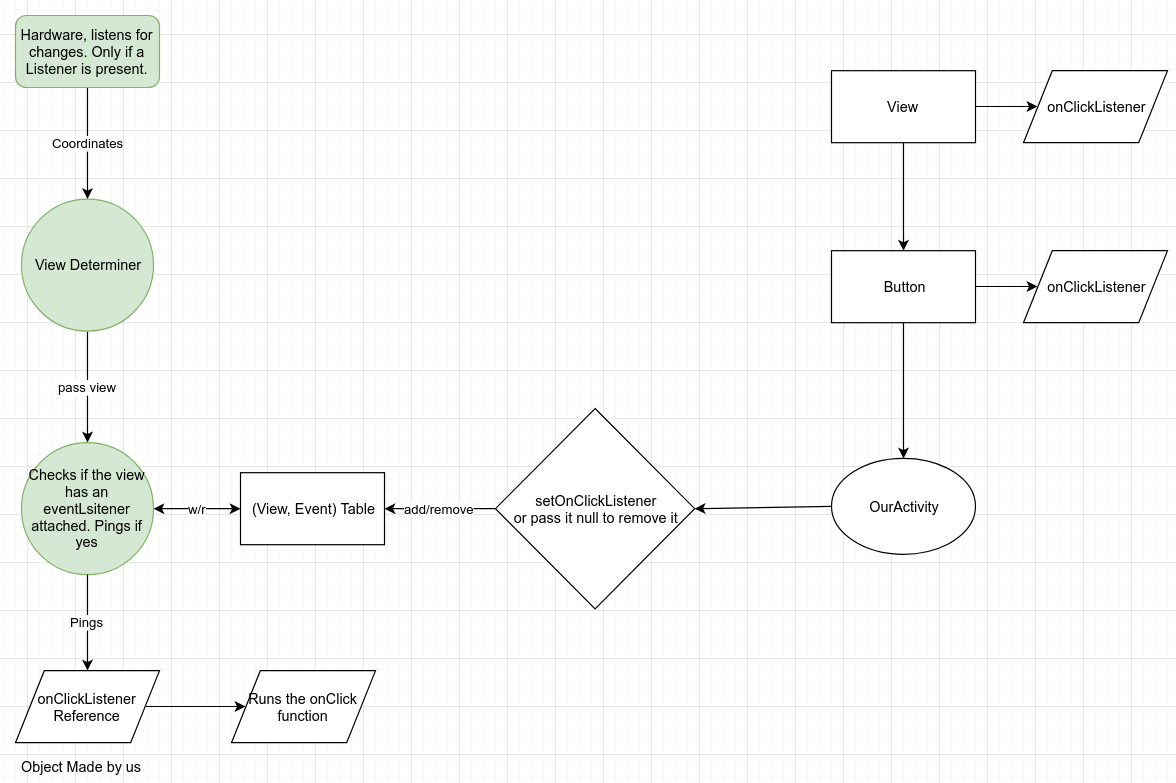 Hardware, listens for
changes. Only if a
Listener is present.
Coordinates
View Determiner
pass view
Checks if the view
has an
eventLsitener
attached. Pings if
yes
w/r
(View, Event) Table
add/remove
setOnClickListener
or pass it null to remove it
OurActivity
View
onClickListener
Button
onClickListener
Pings
onClickListener
Reference
Runs the onClick
function
Object Made by us